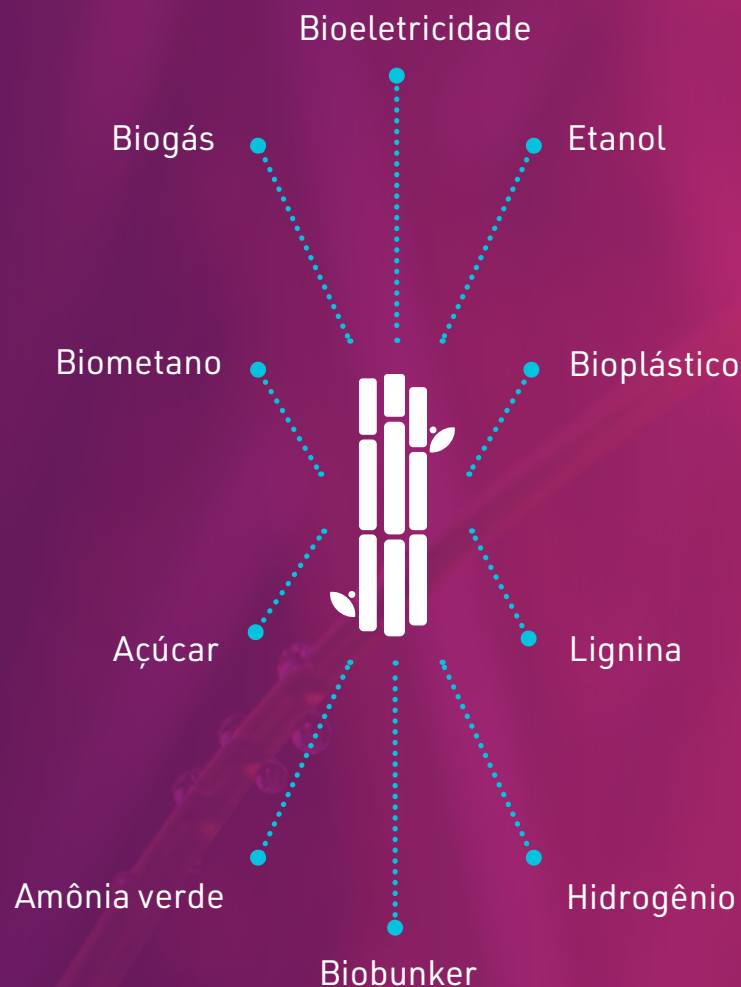 Bioeletricidade
Biogás
Etanol
Biometano
Bioplástico
Açúcar
Lignina
Amônia verde
Hidrogênio
Biobunker